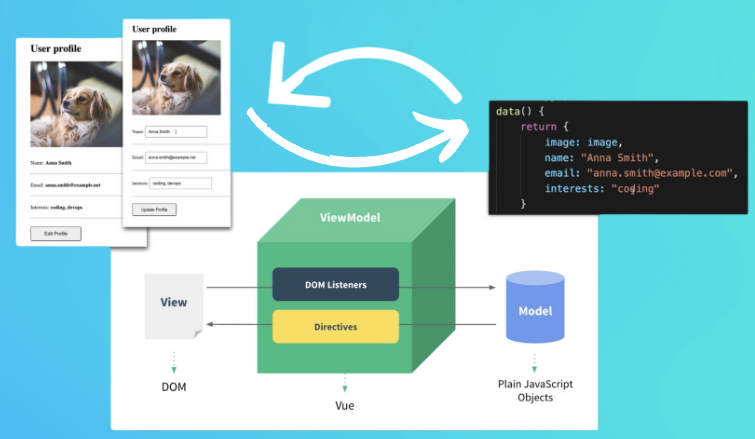 User profile
Name: Anna Smith
Email: anna.smith@example.net
Interests: coding, devops
Edit Profile
User profile
Name: Anna Smith
Email: anna.smith@example.net
Interests: coding, devops
Update Profile
data() {
return {
image: image,
name: "Anna Smith",
email: "anna.smith@example.com",
interests: "coding"
}
ViewModel
DOM Listeners
Directives
View
Model
DOM
Vue
Plain JavaScript
Objects